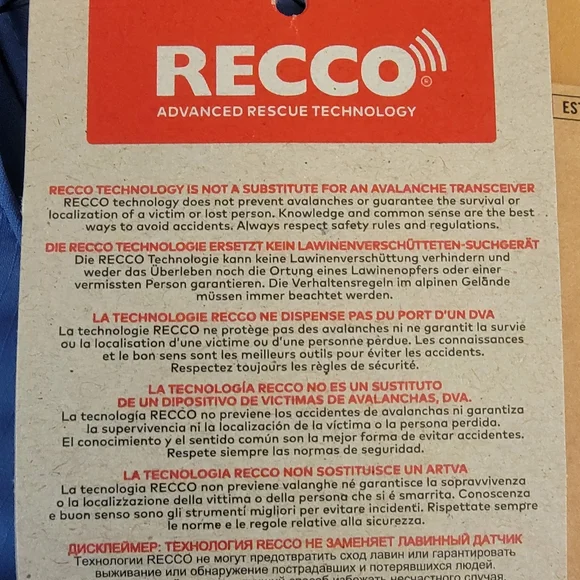 RECCO®
ADVANCED RESCUE TECHNOLOGY
EST
RECCO TECHNOLOGY IS NOT A SUBSTITUTE FOR AN AVALANCHE TRANSCEIVER
RECCO technology does not prevent avalanches or guarantee the survival or
localization of a victim or lost person. Knowledge and common sense are the best
ways to avoid accidents. Always respect safety rules and regulations.
DIE RECCO TECHNOLOGIE ERSETZT KEIN LAWINENVERSCHÜTTETEN-SUCHGERÄT
Die RECCO Technologie kann keine Lawinenverschüttung verhindern und
weder das Überleben noch die Ortung eines Lawinenopfers oder einer
vermissten Person garantieren. Die Verhaltensregeln im alpinen Gelände
müssen immer beachtet werden.
LA TECHNOLOGIE RECCO NE DISPENSE PAS DU PORT D'UN DVA
La technologie RECCO ne protège pas des avalanches ni ne garantit la survie
ou la localisation d'une victime ou d'une personne perdue. Les connaissances
et le bon sens sont les meilleurs outils pour éviter les accidents.
Respectez toujours les règles de sécurité.
LA TECNOLOGÍA RECCO NO ES UN SUSTITUTO
DE UN DIPOSITIVO DE VICTIMAS DE AVALANCHAS, DVA.
La tecnología RECCO no previene los accidentes de avalanchas ni garantiza
la supervivencia ni la localización de la víctima o la persona perdida.
El conocimiento y el sentido común son la mejor forma de evitar accidentes.
Respete siempre las normas de seguridad.
LA TECNOLOGIA RECCO NON SOSTITUISCE UN ARTVA
La tecnologia RECCO non previene valanghe né garantisce la sopravvivenza
o la localizzazione della vittima o della persona che si é smarrita. Conoscenza
e buon senso sono gli strumenti migliori per evitare incidenti. Rispettate sempre
le norme e le regole relative alla sicurezza.
ДИСКЛЕЙМЕР: ТЕХНОЛОГИЯ RECCO НЕ ЗАМЕНЯЕТ ЛАВИННЫЙ ДАТЧИК
Технологии RECCO не могут предотвратить сход лавин или гарантировать
выживание или обнаружение пострадавших и потерявшихся людей.
способ избежать несчастного случая